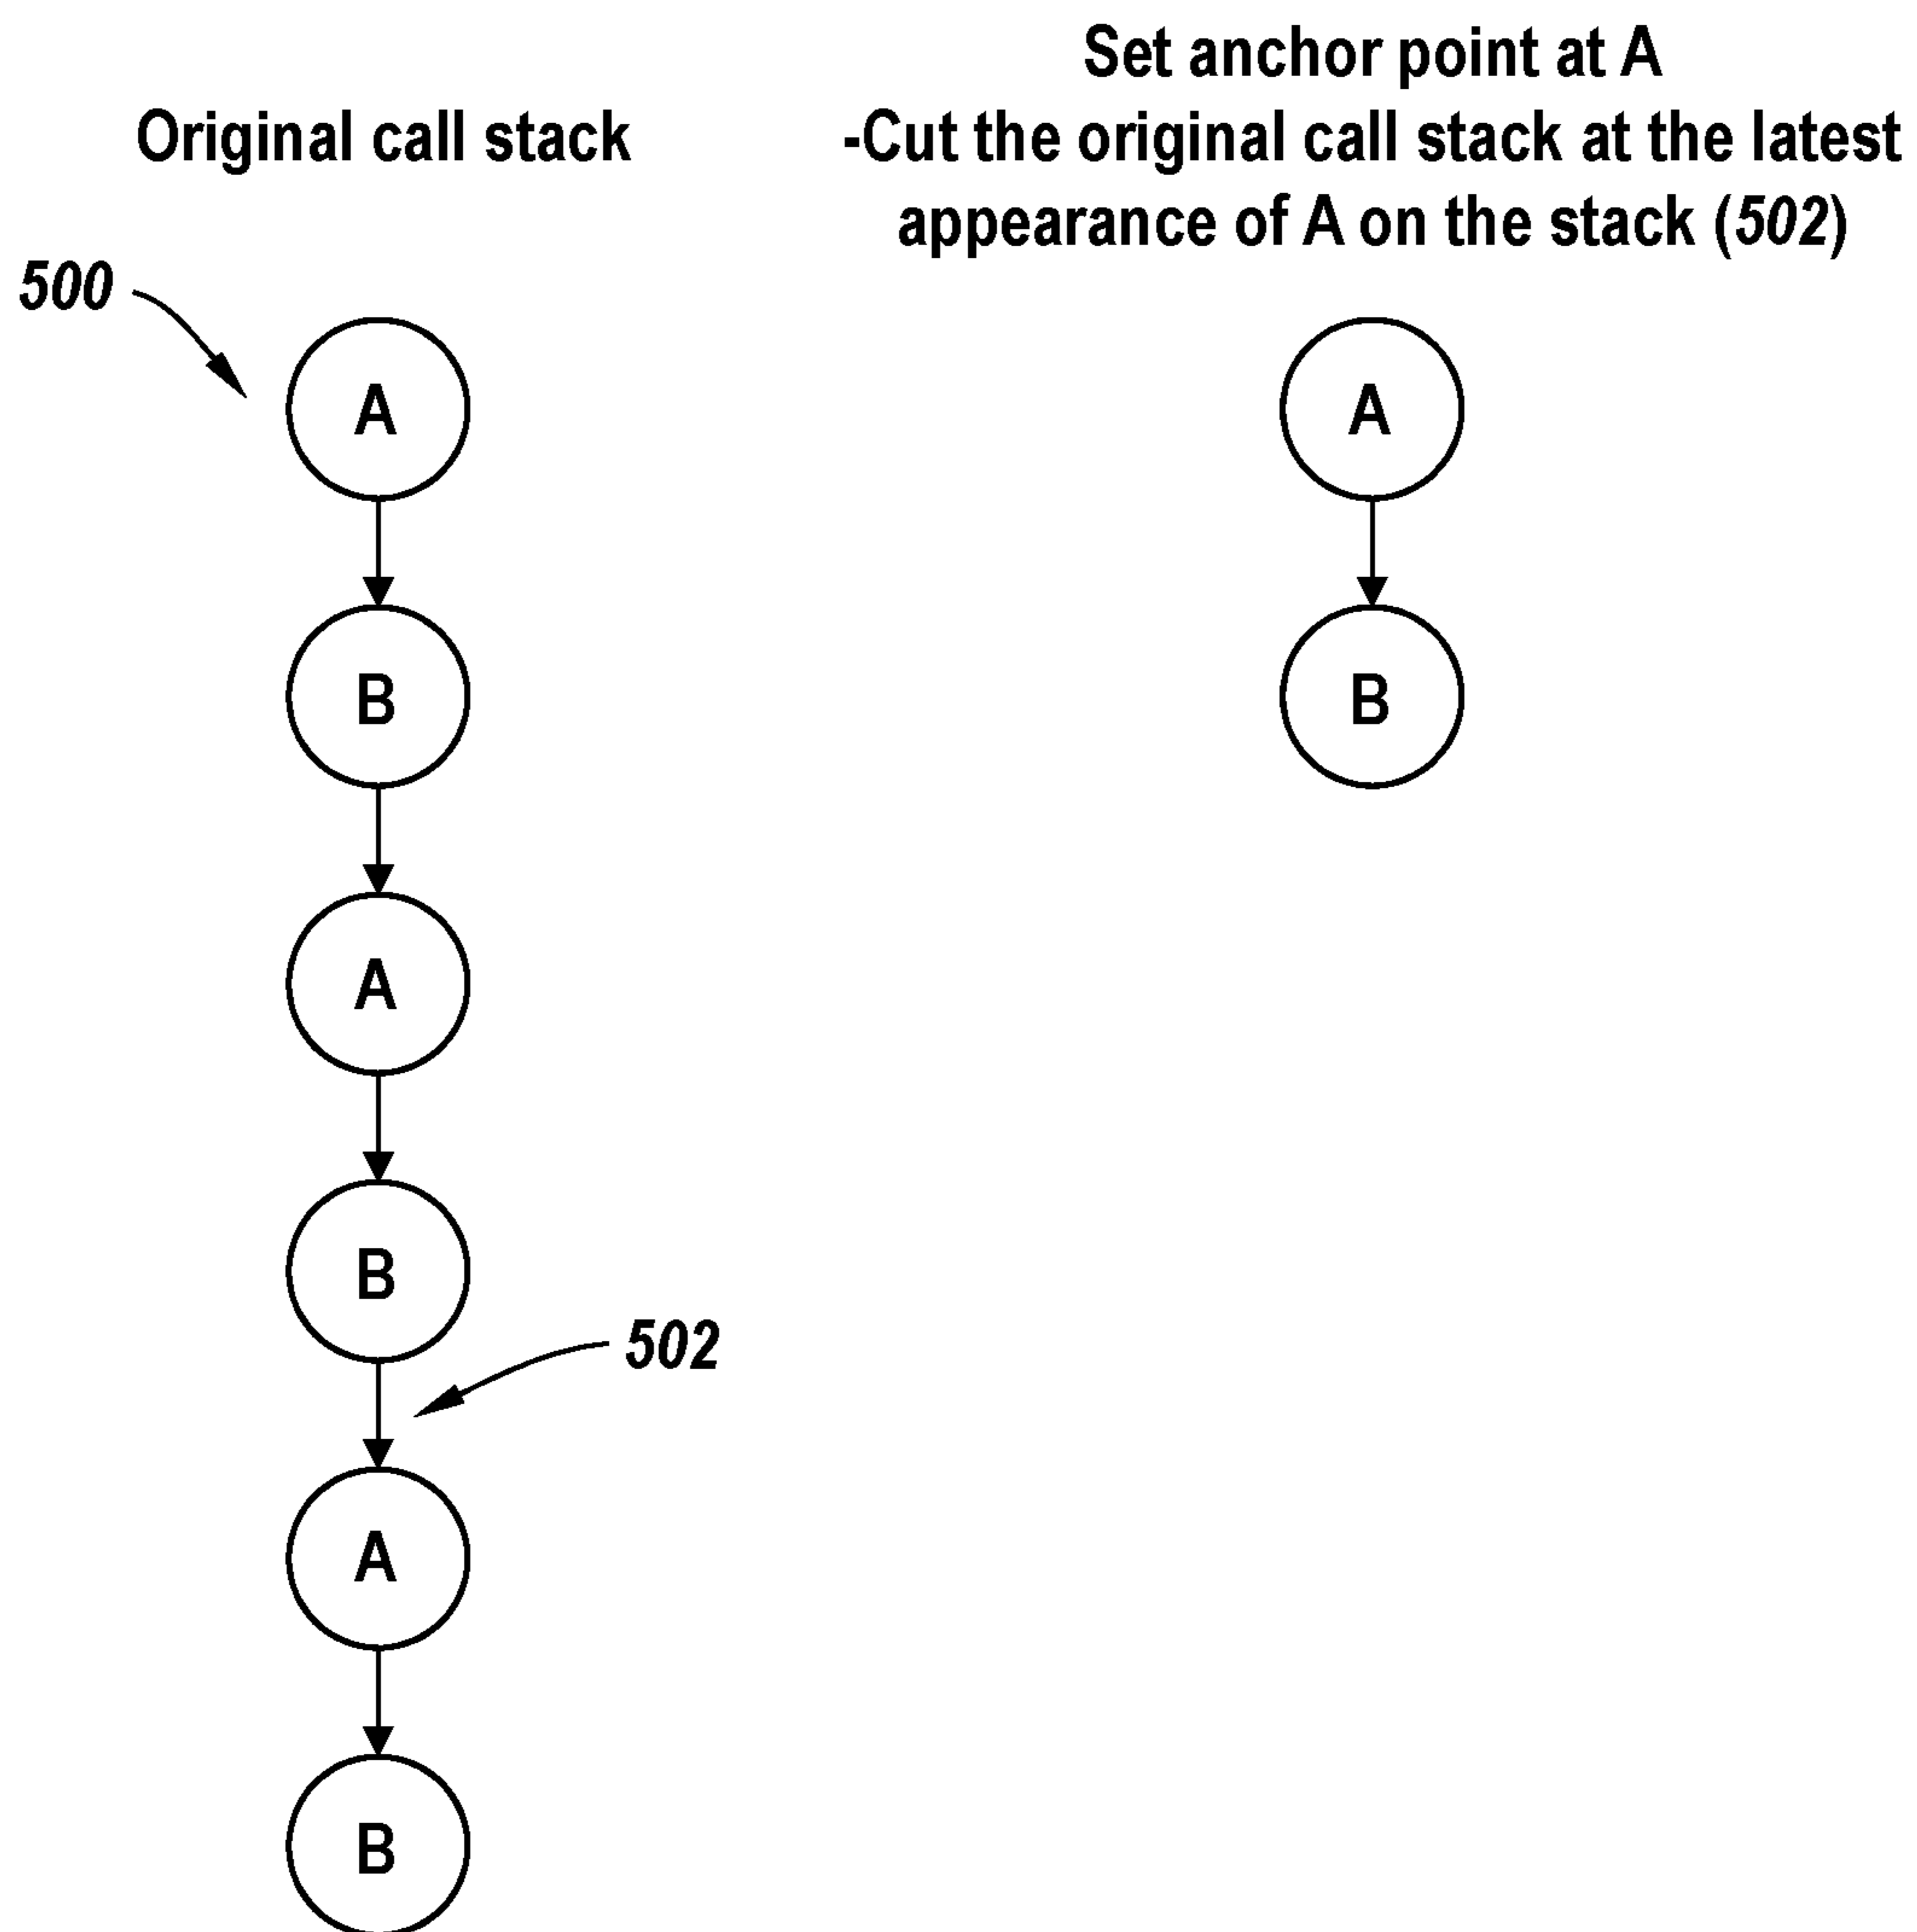 Set anchor point at A
Original call stack
-Cut the original call stack at the latest
appearance of A on the stack (502)
500
A
A
B
B
A
B
502
A
B